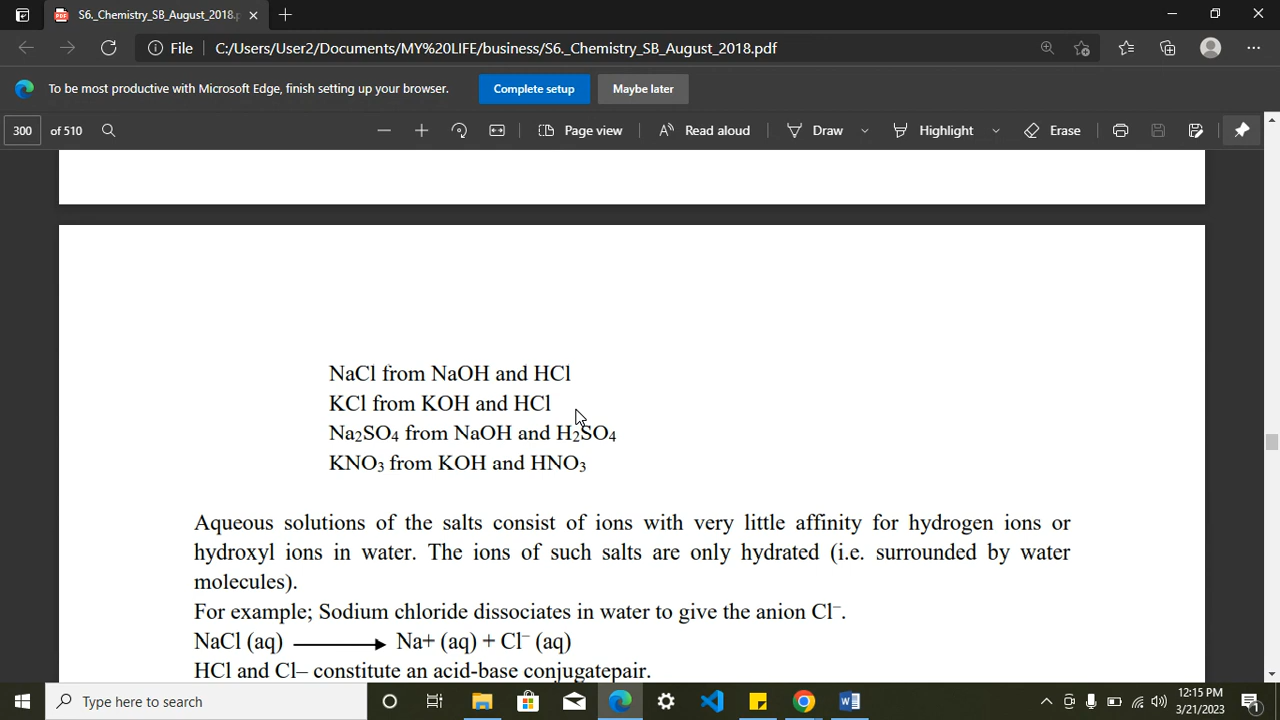 S6._Chemistry_SB_August_2018.p
File C:/Users/User2/Documents/MY%20LIFE/business/S6._Chemistry_SB_August_2018.pdf
To be most productive with Microsoft Edge, finish setting up your browser. Complete setup Maybe later
300 of 510 Page view Read aloud Draw Highlight Erase
NaCl from NaOH and HCl
KCl from KOH and HCl
Na₂SO₄ from NaOH and H₂SO₄
KNO₃ from KOH and HNO₃
Aqueous solutions of the salts consist of ions with very little affinity for hydrogen ions or
hydroxyl ions in water. The ions of such salts are only hydrated (i.e. surrounded by water
molecules).
For example; Sodium chloride dissociates in water to give the anion Cl⁻.
NaCl (aq) ⟶ Na+ (aq) + Cl⁻ (aq)
HCl and Cl– constitute an acid-base conjugatepair.
Type here to search
12:15 PM
3/21/2023
1